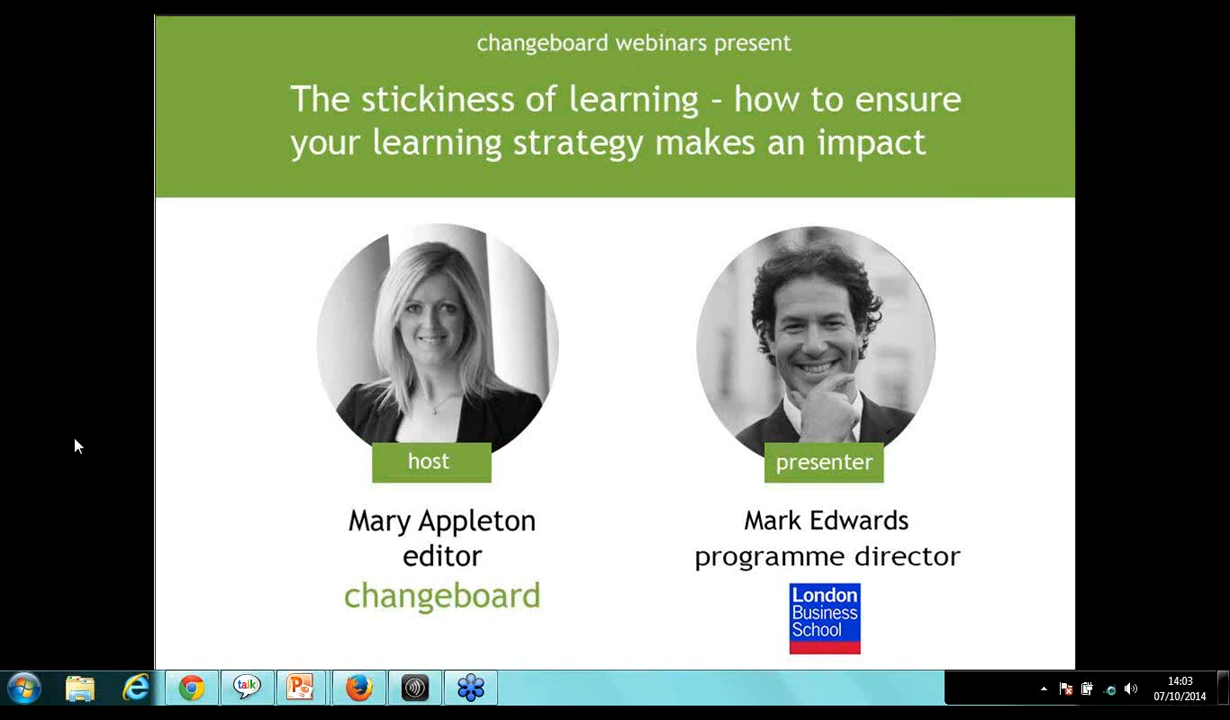 changeboard webinars present
The stickiness of learning – how to ensure
your learning strategy makes an impact
host
presenter
Mary Appleton
editor
changeboard
Mark Edwards
programme director
London
Business
School
talk
14:03
07/10/2014